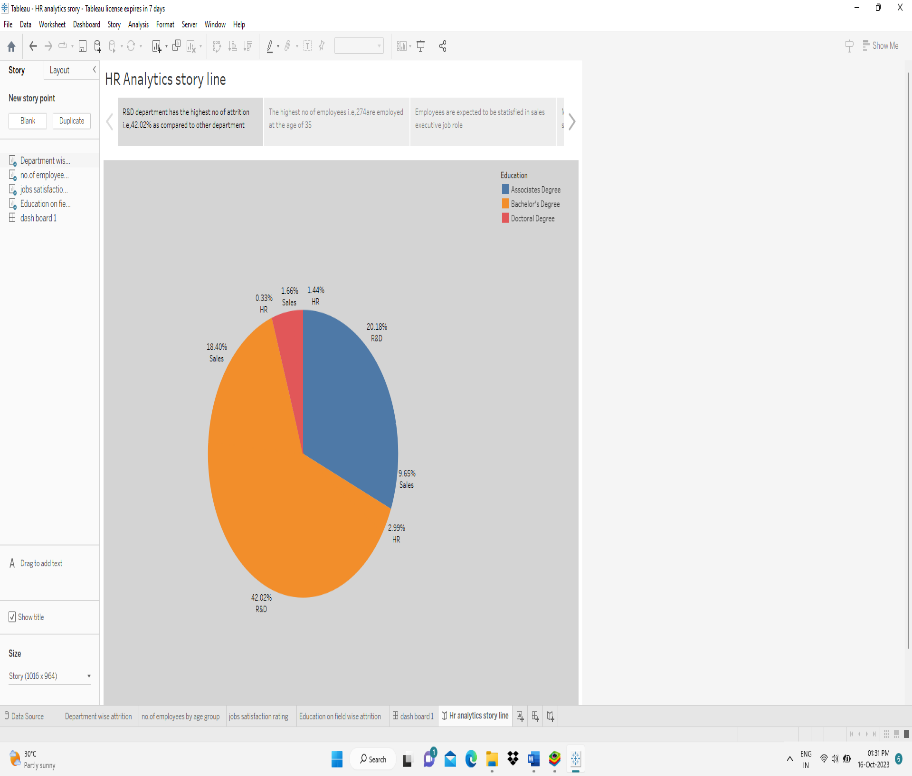 Tableau - HR analytics srory - Tableau license expires in 7 days
File Data Worksheet Dashboard Story Analysis Format Server Window Help
Show Me
Story Layout
New story point
Blank Duplicate
Department wis...
no.of employee...
jobs satisfactio...
Education on fie...
dash board 1
A Drag to add text
Show title
Size
Story (1016 x 964)
HR Analytics story line
R&D department has the highest no of attrition
i.e,42.02% as compared to other department
The highest no of employees i.e.274are employed
at the age of 35
Employees are expected to be statisfied in sales
executive job role
Education
Associates Degree
Bachelor's Degree
Doctoral Degree
0.33%
HR
1.66%
Sales
1.44%
HR
20.18%
R&D
18.40%
Sales
9.65%
Sales
2.99%
HR
42.02%
R&D
Data Source Department wise attrition no of employees by age group jobs satisfaction rating Education on field wise attrition dash board 1 Hr analytics story line
30°C
Partly sunny
Search
1
ENG
IN
01:31 PM
16-Oct-2023
6